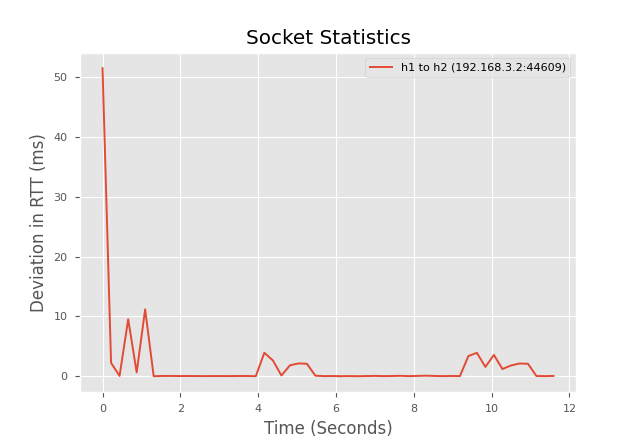 Socket Statistics
h1 to h2 (192.168.3.2:44609)
Deviation in RTT (ms)
50
40
30
20
10
0
0 2 4 6 8 10 12
Time (Seconds)